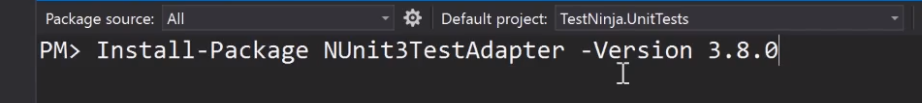 Package source: All Default project: TestNinja.UnitTests
PM> Install-Package NUnit3TestAdapter -Version 3.8.0